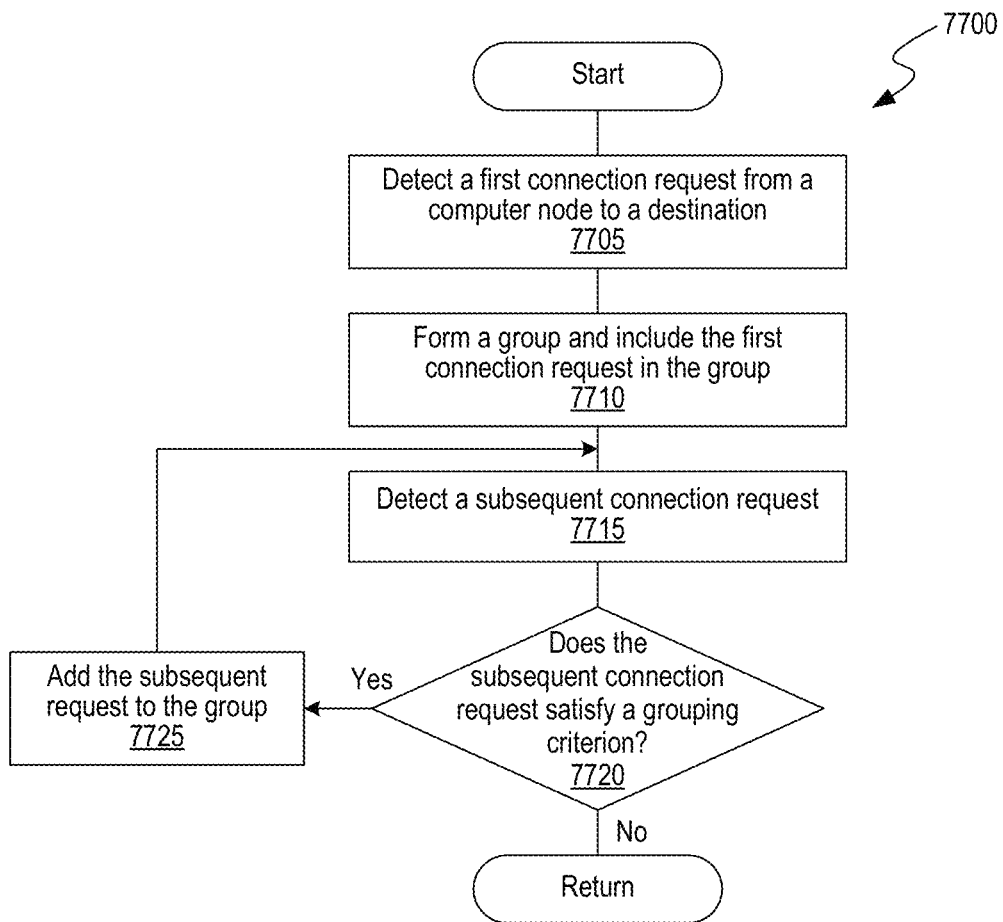 7700
Start
Detect a first connection request from a
computer node to a destination
7705
Form a group and include the first
connection request in the group
7710
Detect a subsequent connection request
7715
Does the
subsequent connection
request satisfy a grouping
criterion?
7720
Yes
Add the subsequent
request to the group
7725
No
Return